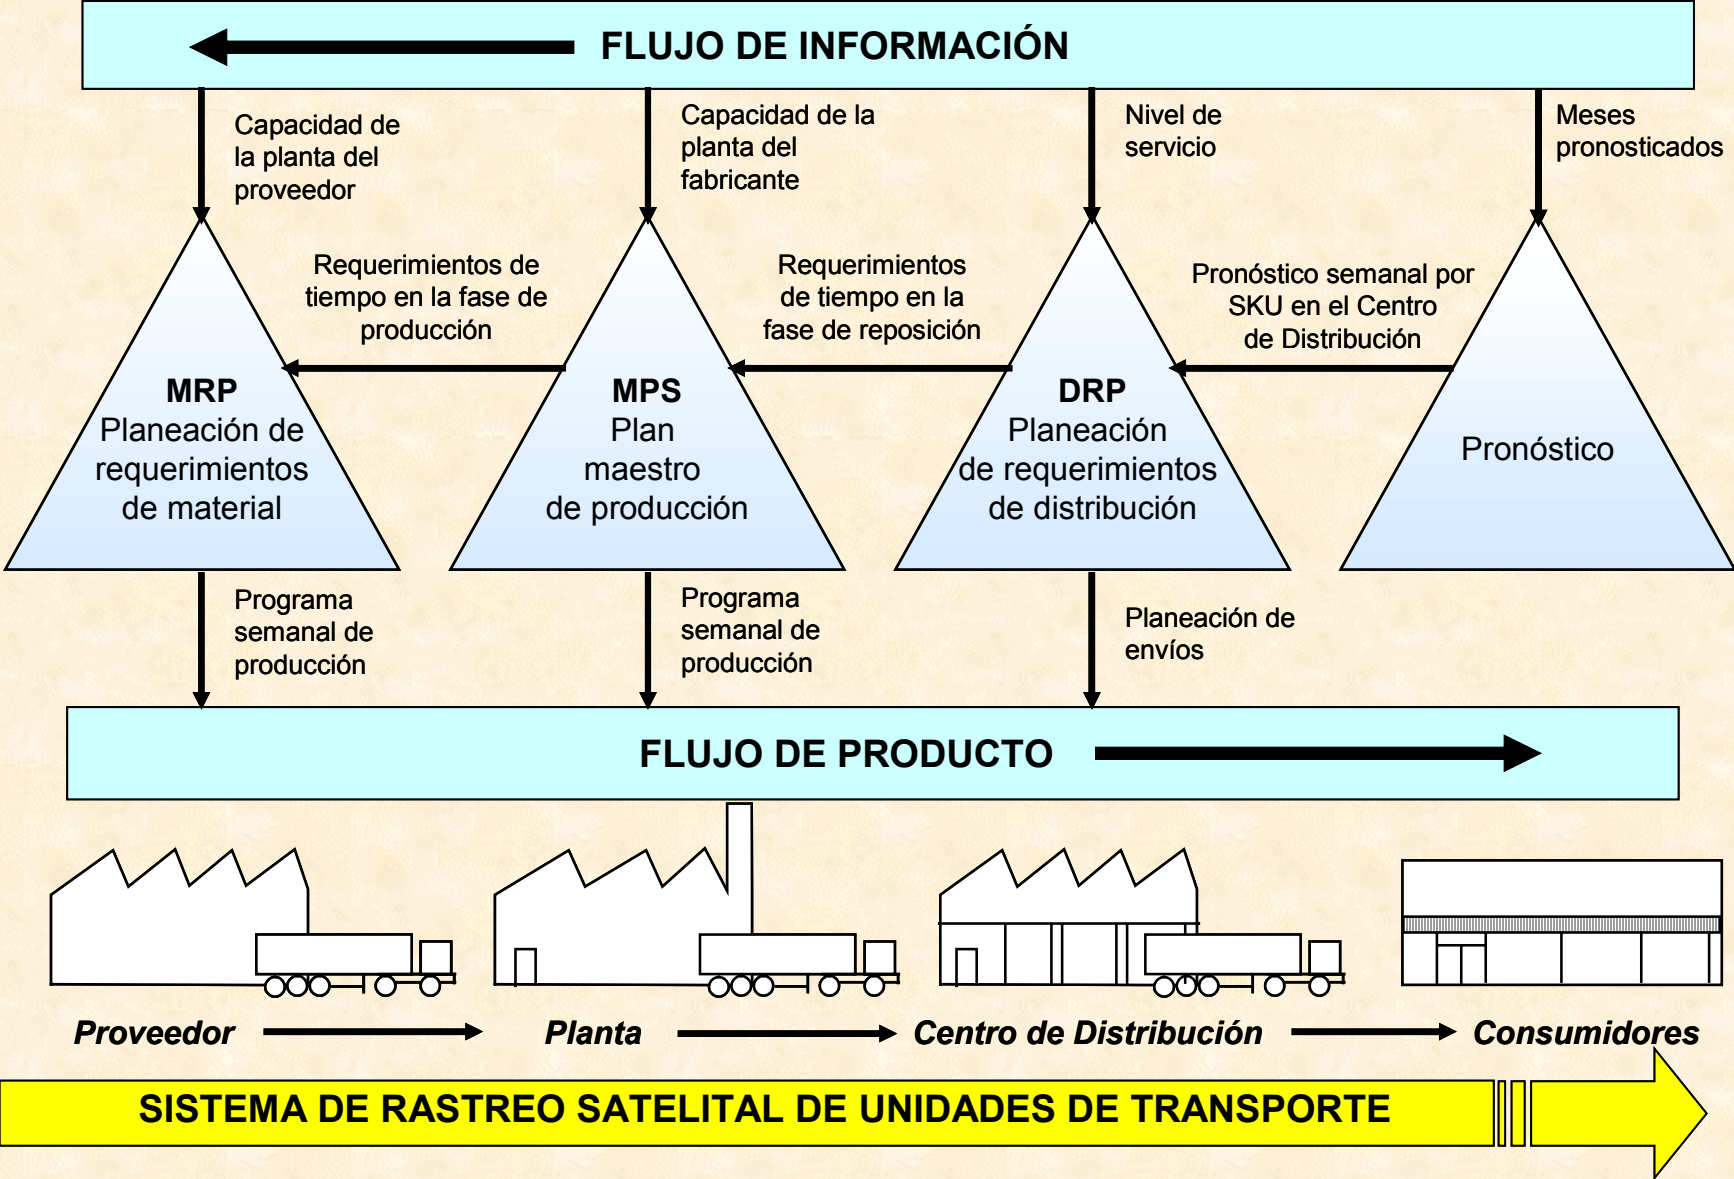 FLUJO DE INFORMACIÓN
Capacidad de
la planta del
proveedor
Capacidad de la
planta del
fabricante
Nivel de
servicio
Meses
pronosticados
Requerimientos de
tiempo en la fase de
producción
Requerimientos
de tiempo en la
fase de reposición
Pronóstico semanal por
SKU en el Centro
de Distribución
MRP
Planeación de
requerimientos
de material
MPS
Plan
maestro
de producción
DRP
Planeación
de requerimientos
de distribución
Pronóstico
Programa
semanal de
producción
Programa
semanal de
producción
Planeación de
envíos
FLUJO DE PRODUCTO
Proveedor
Planta
Centro de Distribución
Consumidores
SISTEMA DE RASTREO SATELITAL DE UNIDADES DE TRANSPORTE